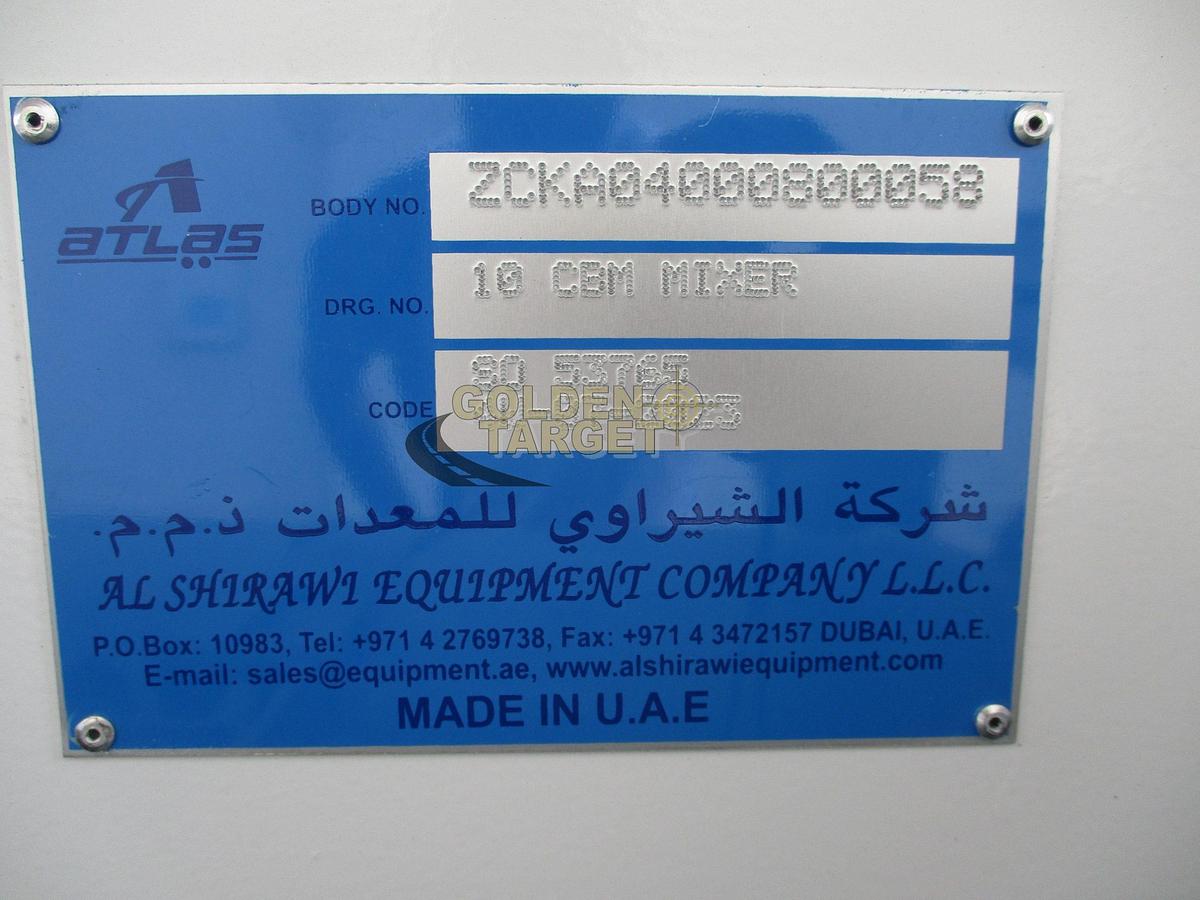 ATLAS
BODY NO. ZCKA040000800058
DRG. NO. 10 CBM MIXER
CODE
GOLDEN
TARGET
شركة الشيراوي للمعدات ذ.م.م.
AL SHIRAWI EQUIPMENT COMPANY L.L.C.
P.O.Box: 10983, Tel: +971 4 2769738, Fax: +971 4 3472157 DUBAI, U.A.E.
E-mail: sales@equipment.ae, www.alshirawiequipment.com
MADE IN U.A.E